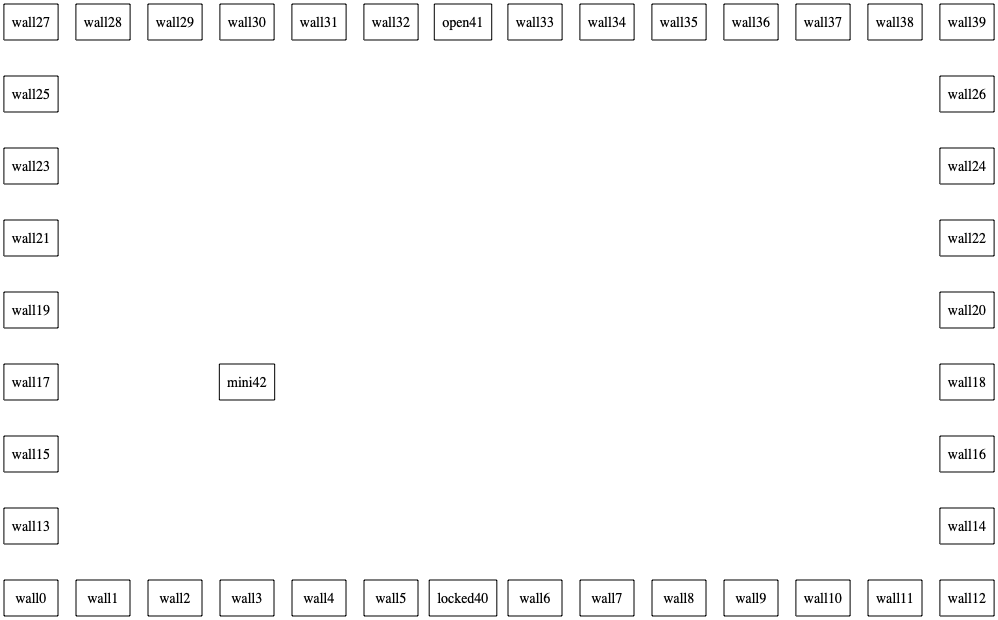 wall27 wall28 wall29 wall30 wall31 wall32 open41 wall33 wall34 wall35 wall36 wall37 wall38 wall39
wall25 wall26
wall23 wall24
wall21 wall22
wall19 wall20
wall17 mini42 wall18
wall15 wall16
wall13 wall14
wall0 wall1 wall2 wall3 wall4 wall5 locked40 wall6 wall7 wall8 wall9 wall10 wall11 wall12